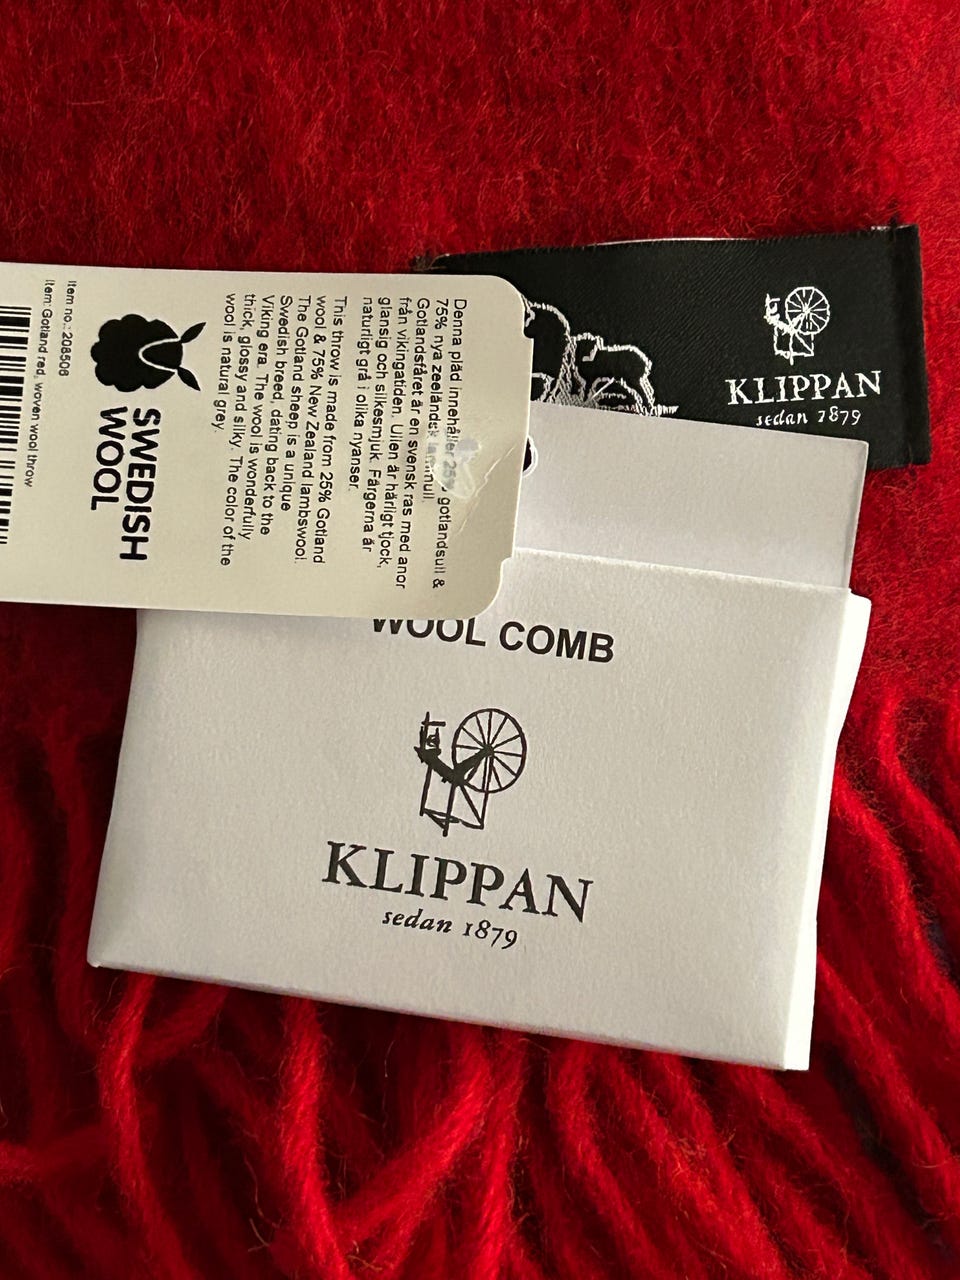 KLIPPAN
sedan 1879
Denna pläd innehåller 25% gotlandsull &
75% nya zeeländsk lammull.
Gotlandsfåret är en svensk ras med anor
från vikingatiden. Ullen är härligt tjock,
glansig och silkesmjuk. Färgerna är
naturligt grå i olika nyanser.
This throw is made from 25% Gotland
wool & 75% New Zealand lambswool.
The Gotland sheep is a unique
Swedish breed, dating back to the
Viking era. The wool is wonderfully
thick, glossy and silky. The color of the
wool is natural grey.
SWEDISH
WOOL
Item no.: 208506
Item: Gotland red, woven wool throw
WOOL COMB
KLIPPAN
sedan 1879